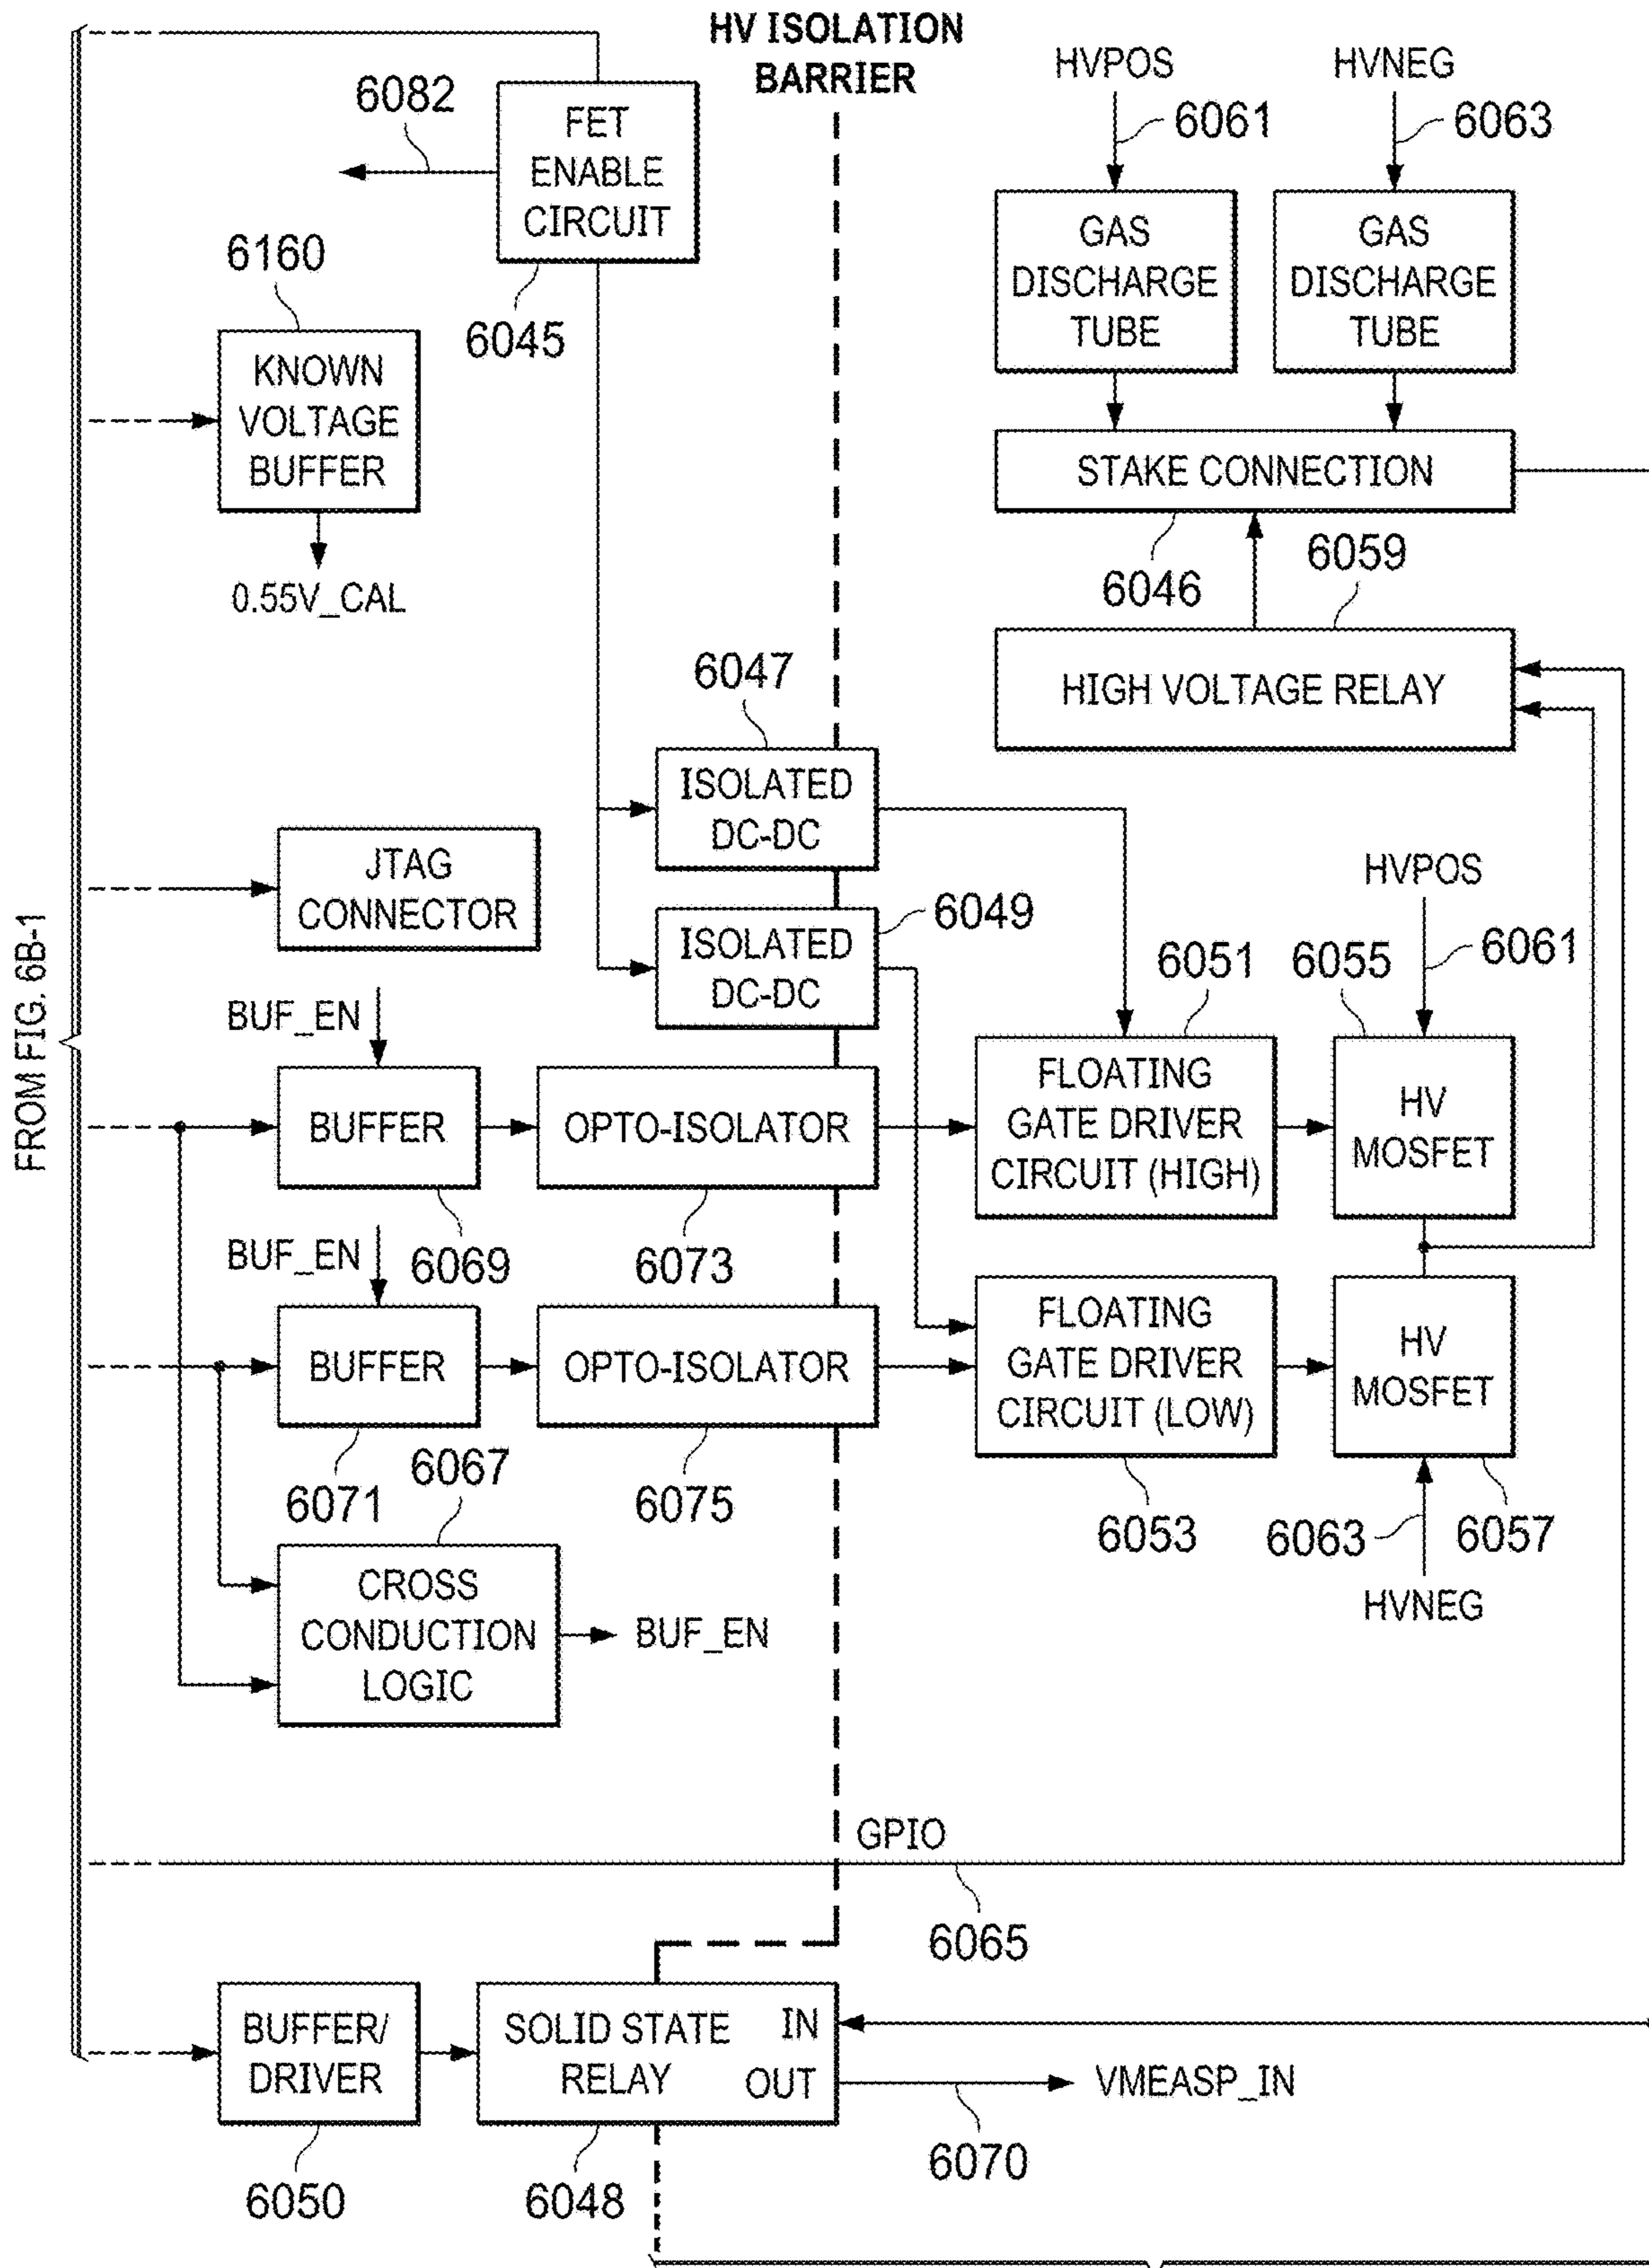 HV ISOLATION
BARRIER
HVPOS
HVNEG
6082
6061
6063
FET
ENABLE
CIRCUIT
GAS
DISCHARGE
TUBE
GAS
DISCHARGE
TUBE
6160
6045
KNOWN
VOLTAGE
BUFFER
STAKE CONNECTION
0.55V_CAL
6046
6059
6047
HIGH VOLTAGE RELAY
ISOLATED
DC-DC
JTAG
CONNECTOR
HVPOS
6049
ISOLATED
DC-DC
6051
6055
6061
FROM FIG. 6B-1
BUF_EN
BUFFER
OPTO-ISOLATOR
FLOATING
GATE DRIVER
CIRCUIT (HIGH)
HV
MOSFET
BUF_EN
6069
6073
BUFFER
OPTO-ISOLATOR
FLOATING
GATE DRIVER
CIRCUIT (LOW)
HV
MOSFET
6071
6067
6075
6053
6063
6057
CROSS
CONDUCTION
LOGIC
BUF_EN
HVNEG
GPIO
6065
BUFFER/
DRIVER
SOLID STATE
RELAY
IN
OUT
VMEASP_IN
6050
6048
6070